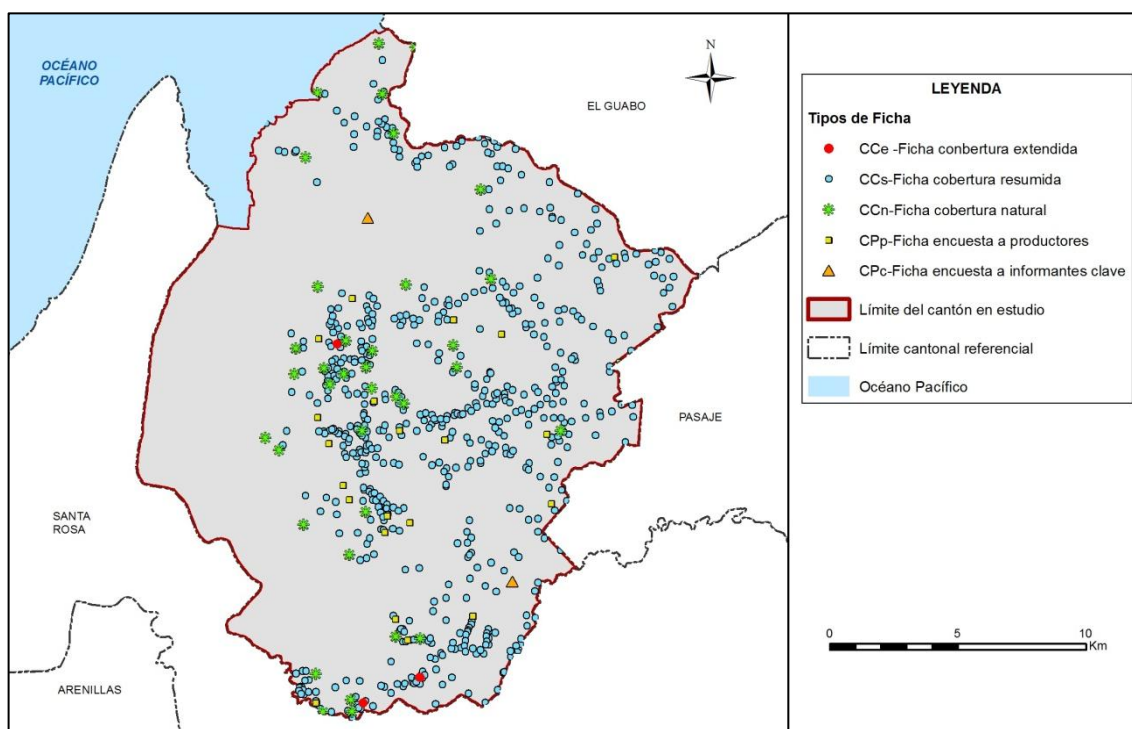 OCÉANO
PACÍFICO
N
EL GUABO
PASAJE
SANTA
ROSA
ARENILLAS
LEYENDA
Tipos de Ficha
CCe -Ficha conbertura extendida
CCs-Ficha cobertura resumida
CCn-Ficha cobertura natural
CPp-Ficha encuesta a productores
CPc-Ficha encuesta a informantes clave
Límite del cantón en estudio
Límite cantonal referencial
Océano Pacífico
0 5 10
Km